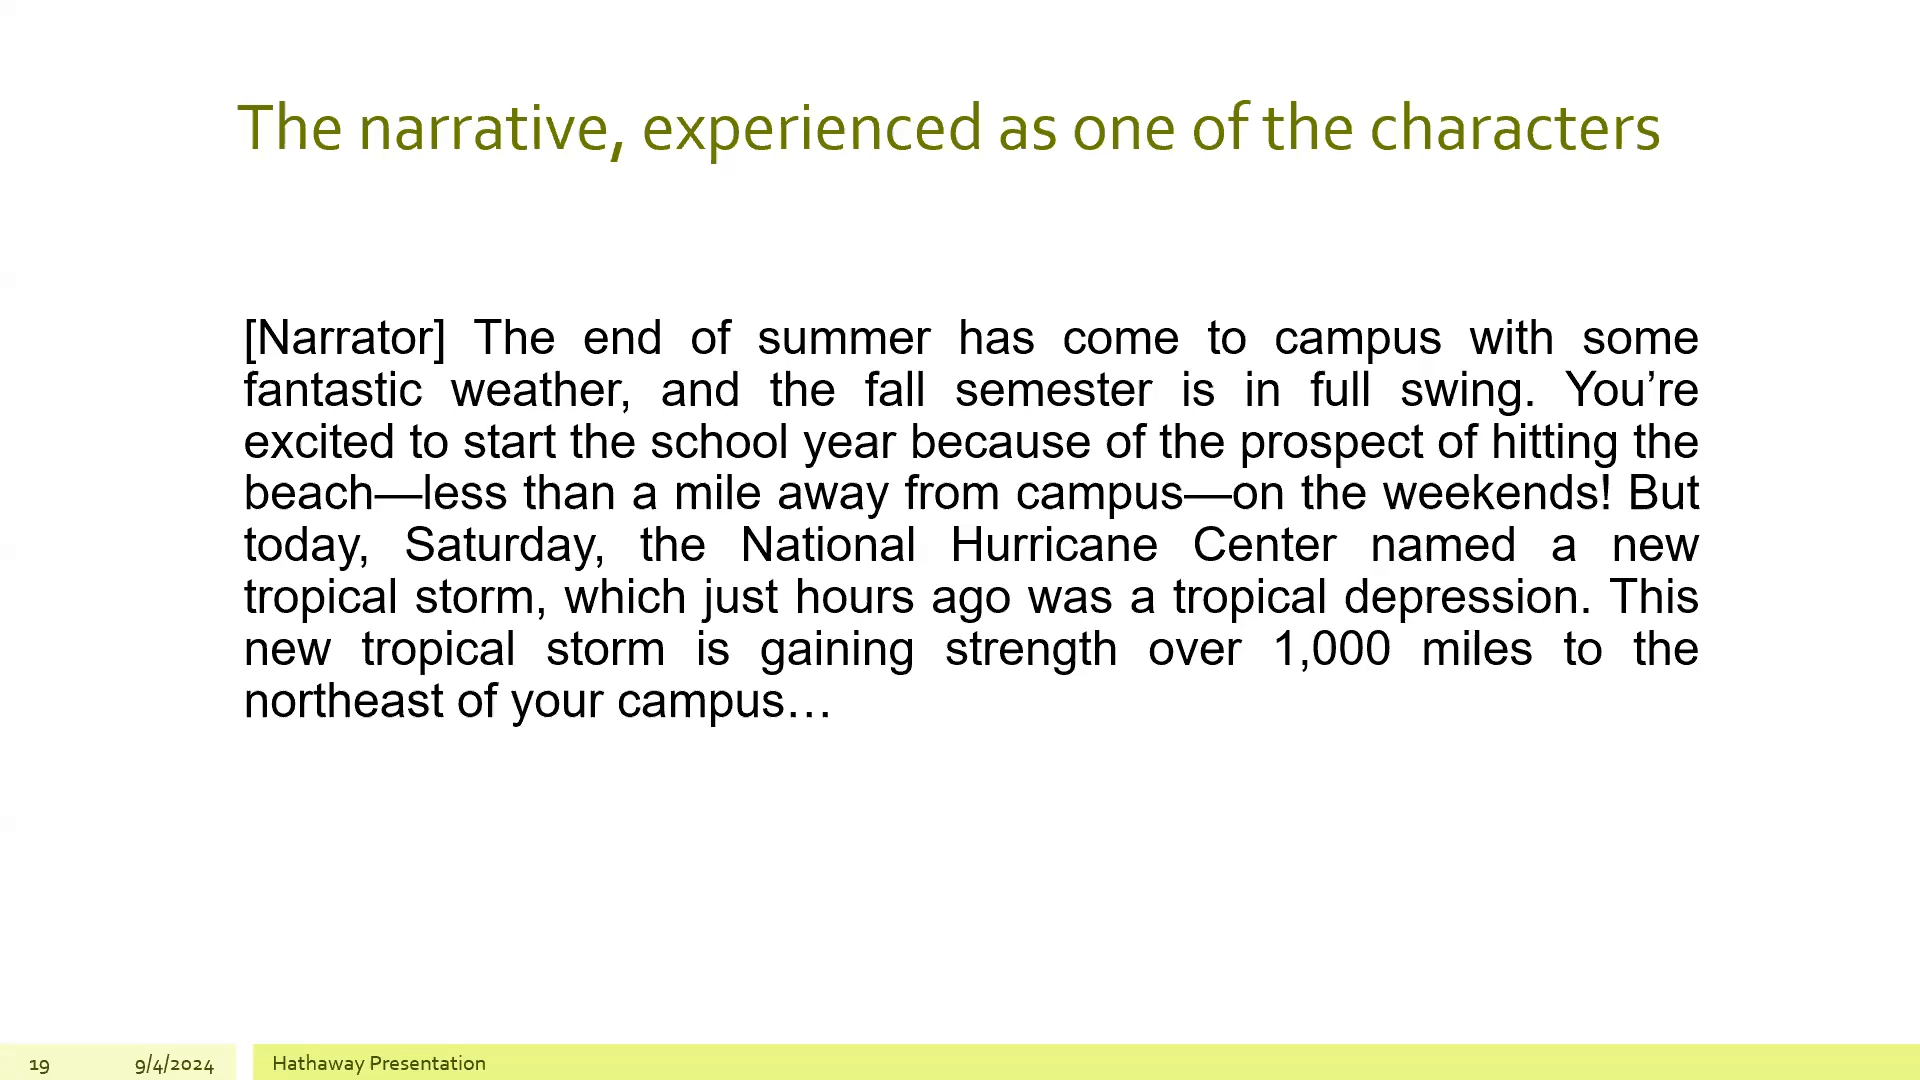 The narrative, experienced as one of the characters
[Narrator] The end of summer has come to campus with some
fantastic weather, and the fall semester is in full swing. You’re
excited to start the school year because of the prospect of hitting the
beach—less than a mile away from campus—on the weekends! But
today, Saturday, the National Hurricane Center named a new
tropical storm, which just hours ago was a tropical depression. This
new tropical storm is gaining strength over 1,000 miles to the
northeast of your campus…
19 9/4/2024 Hathaway Presentation